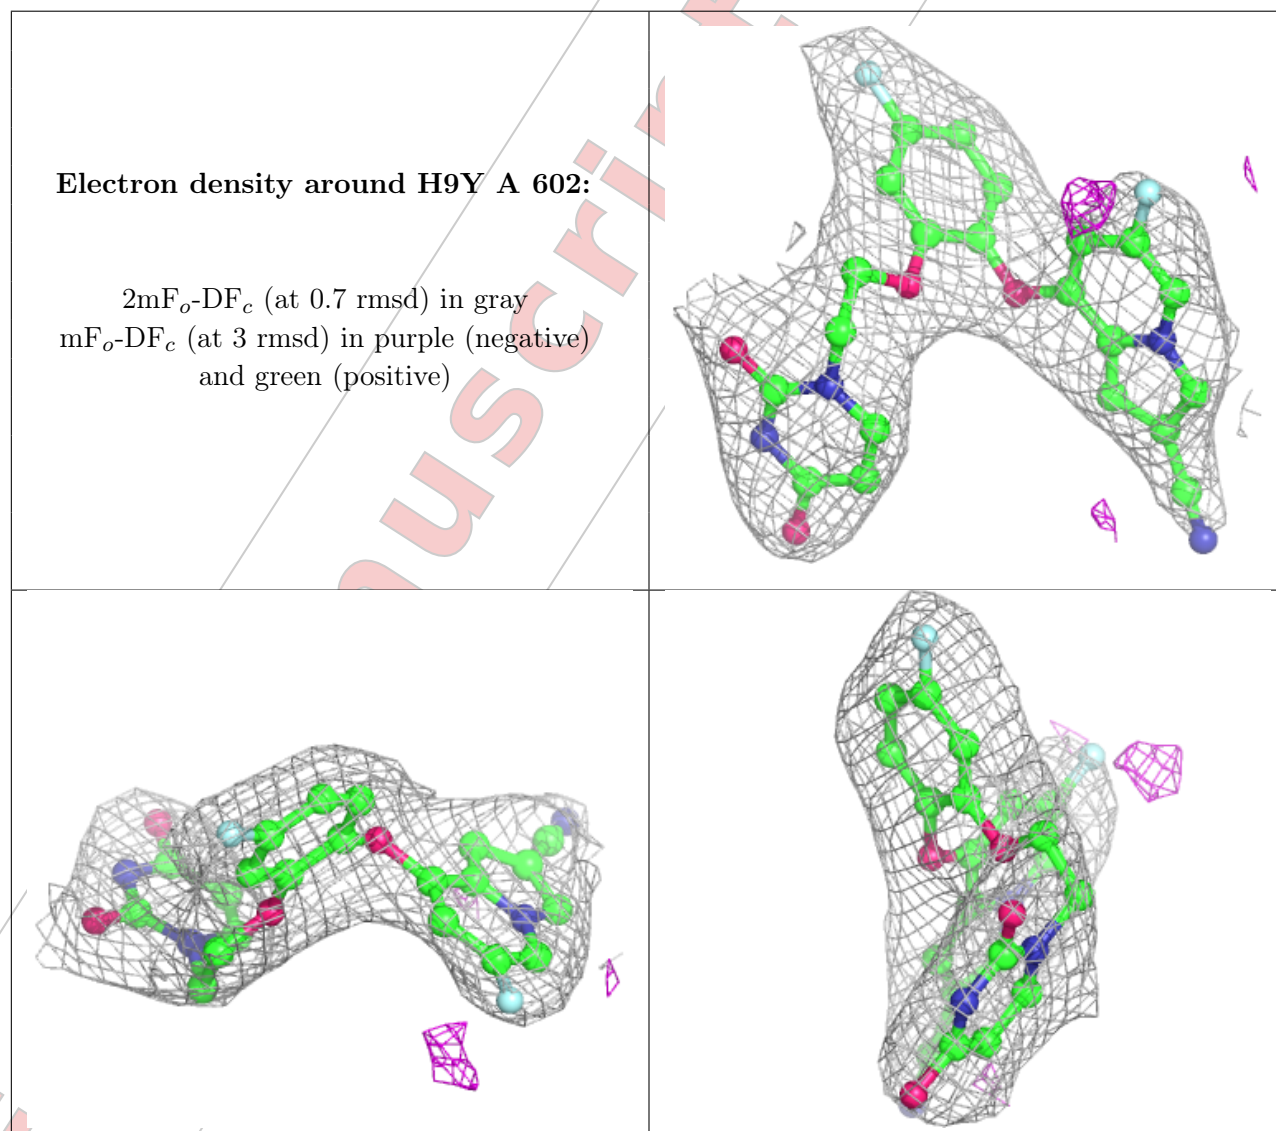 Electron density around H9Y A 602:
2mFo-DFc (at 0.7 rmsd) in gray
mFo-DFc (at 3 rmsd) in purple (negative)
and green (positive)
uscrip